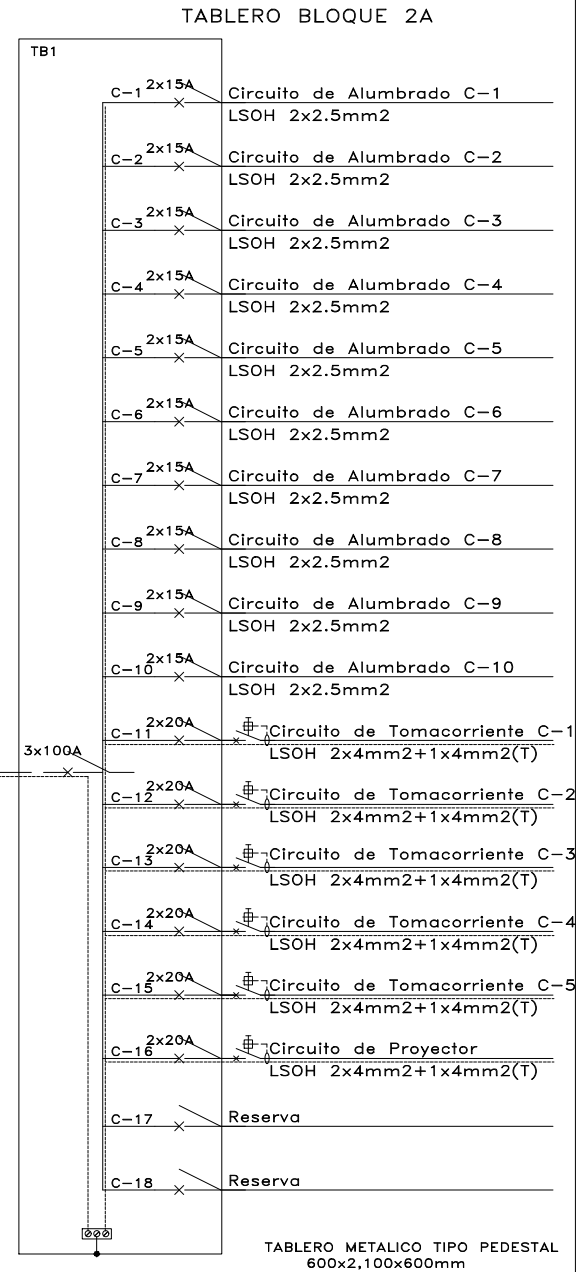 TABLERO BLOQUE 2A
TB1
C-1 2x15A Circuito de Alumbrado C-1
LSOH 2x2.5mm2
C-2 2x15A Circuito de Alumbrado C-2
LSOH 2x2.5mm2
C-3 2x15A Circuito de Alumbrado C-3
LSOH 2x2.5mm2
C-4 2x15A Circuito de Alumbrado C-4
LSOH 2x2.5mm2
C-5 2x15A Circuito de Alumbrado C-5
LSOH 2x2.5mm2
C-6 2x15A Circuito de Alumbrado C-6
LSOH 2x2.5mm2
C-7 2x15A Circuito de Alumbrado C-7
LSOH 2x2.5mm2
C-8 2x15A Circuito de Alumbrado C-8
LSOH 2x2.5mm2
C-9 2x15A Circuito de Alumbrado C-9
LSOH 2x2.5mm2
C-10 2x15A Circuito de Alumbrado C-10
LSOH 2x2.5mm2
C-11 2x20A Circuito de Tomacorriente C-1
LSOH 2x4mm2+1x4mm2(T)
3x100A
C-12 2x20A Circuito de Tomacorriente C-2
LSOH 2x4mm2+1x4mm2(T)
C-13 2x20A Circuito de Tomacorriente C-3
LSOH 2x4mm2+1x4mm2(T)
C-14 2x20A Circuito de Tomacorriente C-4
LSOH 2x4mm2+1x4mm2(T)
C-15 2x20A Circuito de Tomacorriente C-5
LSOH 2x4mm2+1x4mm2(T)
C-16 2x20A Circuito de Proyector
LSOH 2x4mm2+1x4mm2(T)
C-17 Reserva
C-18 Reserva
TABLERO METALICO TIPO PEDESTAL
600x2,100x600mm